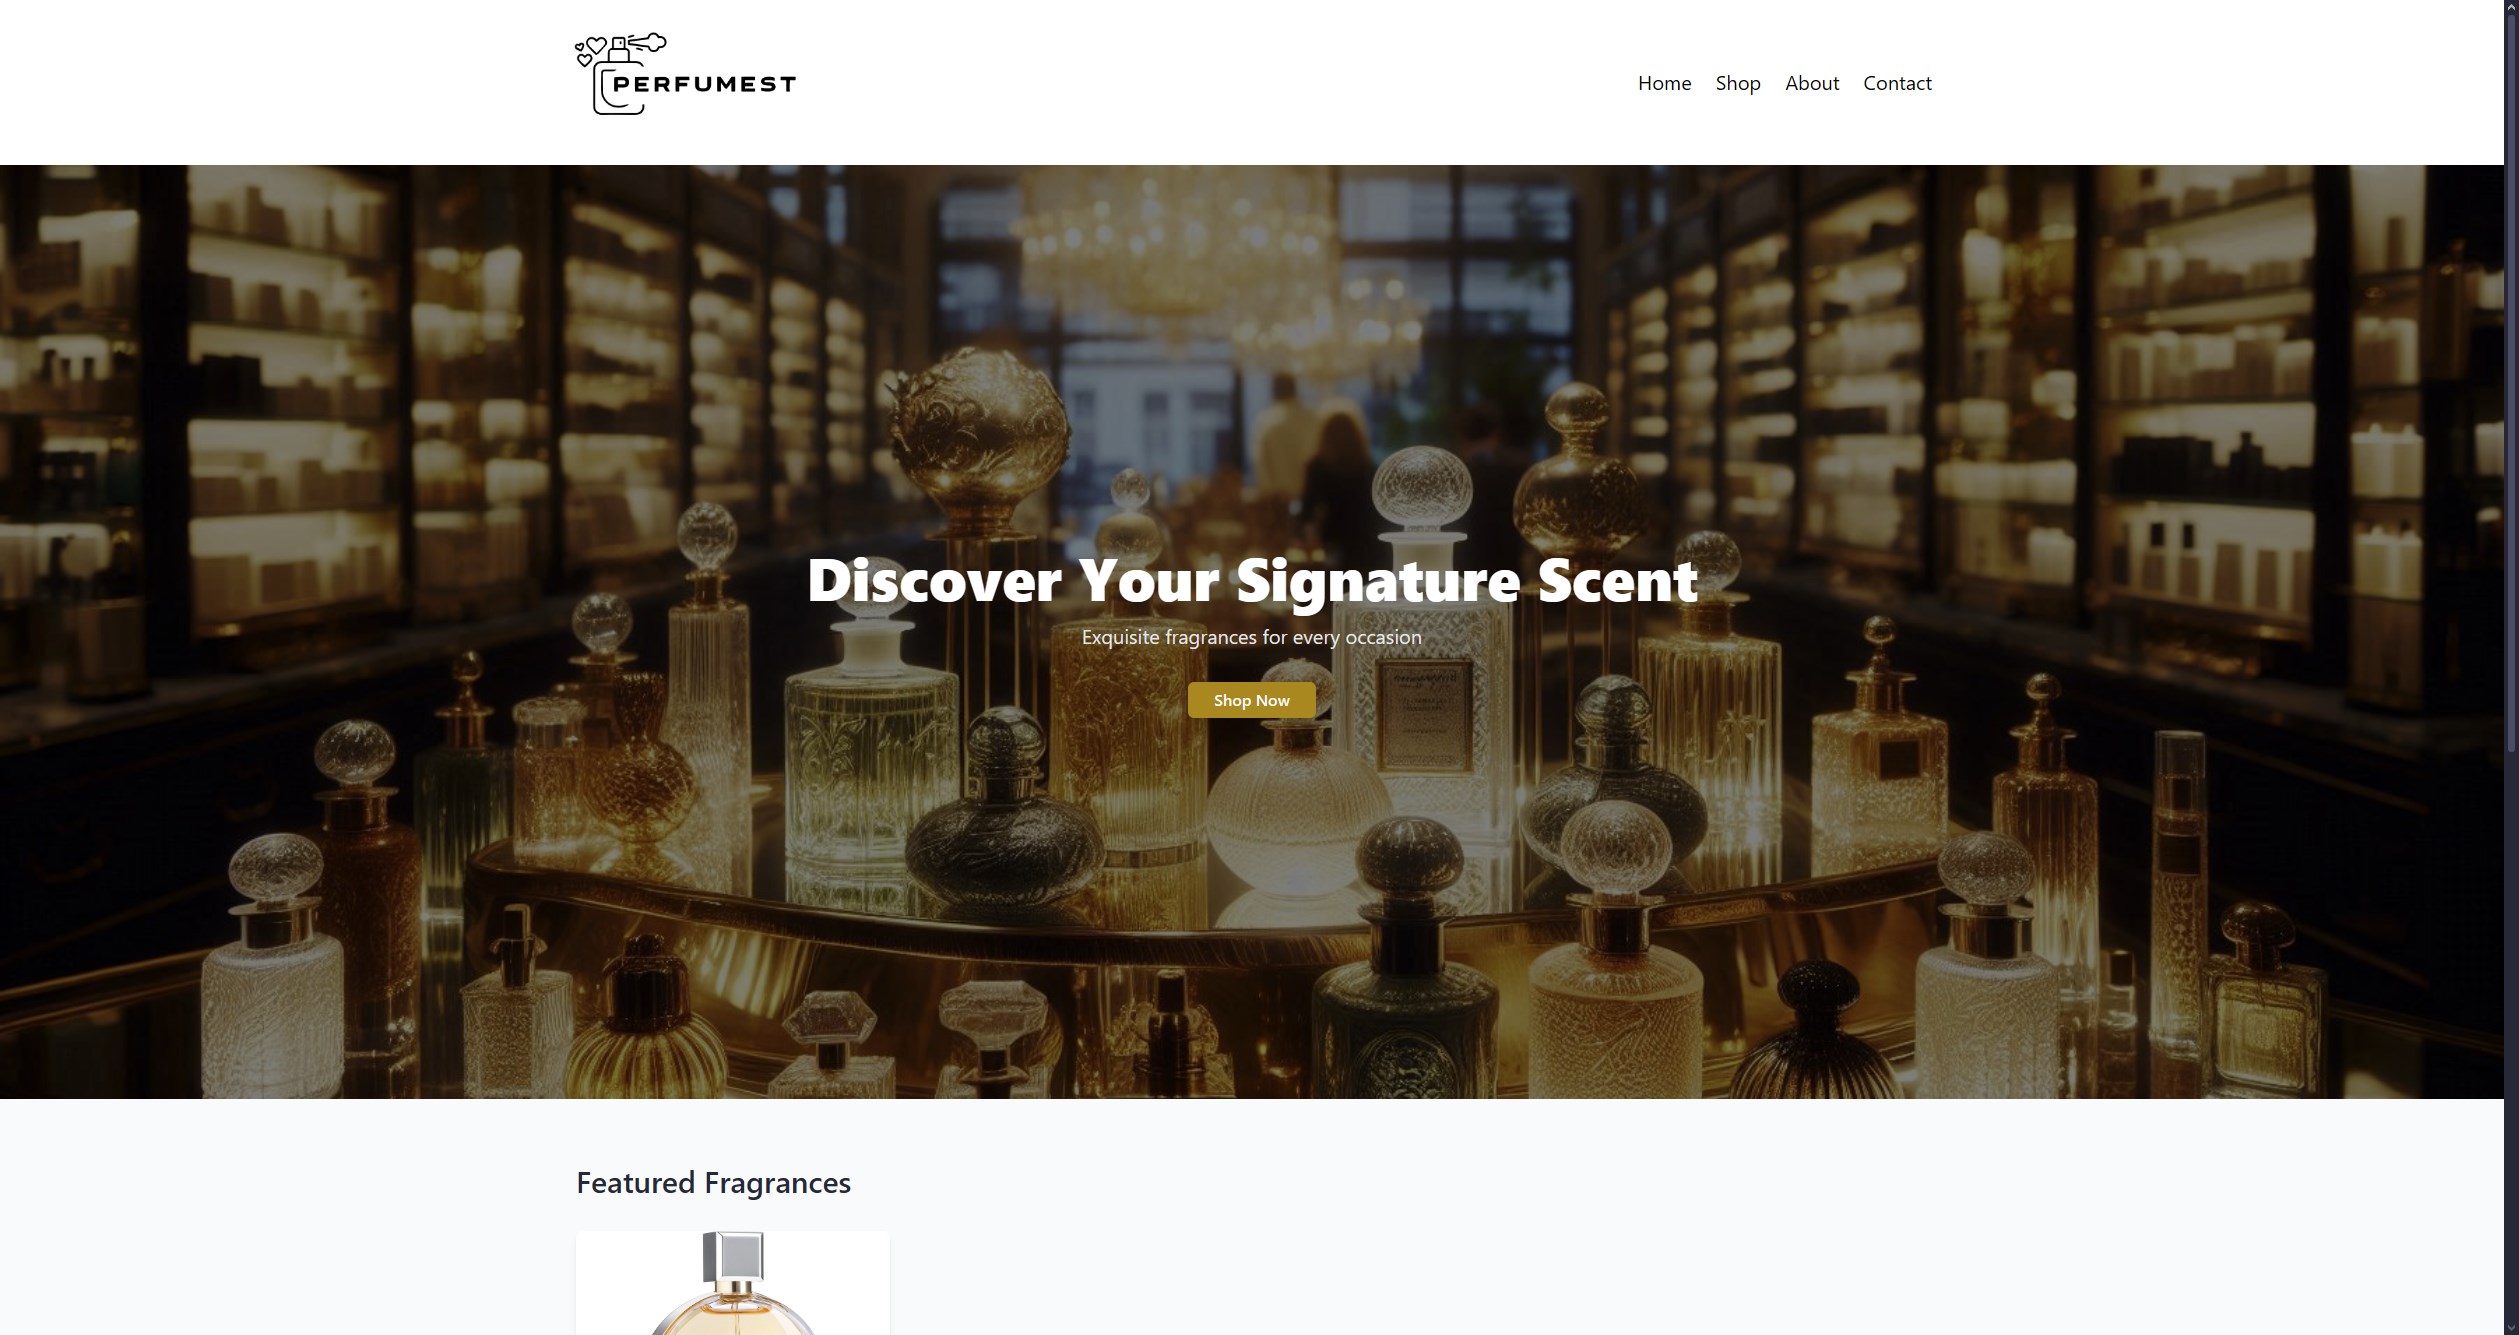 PERFUMEST
Home Shop About Contact
Discover Your Signature Scent
Exquisite fragrances for every occasion
Shop Now
Featured Fragrances